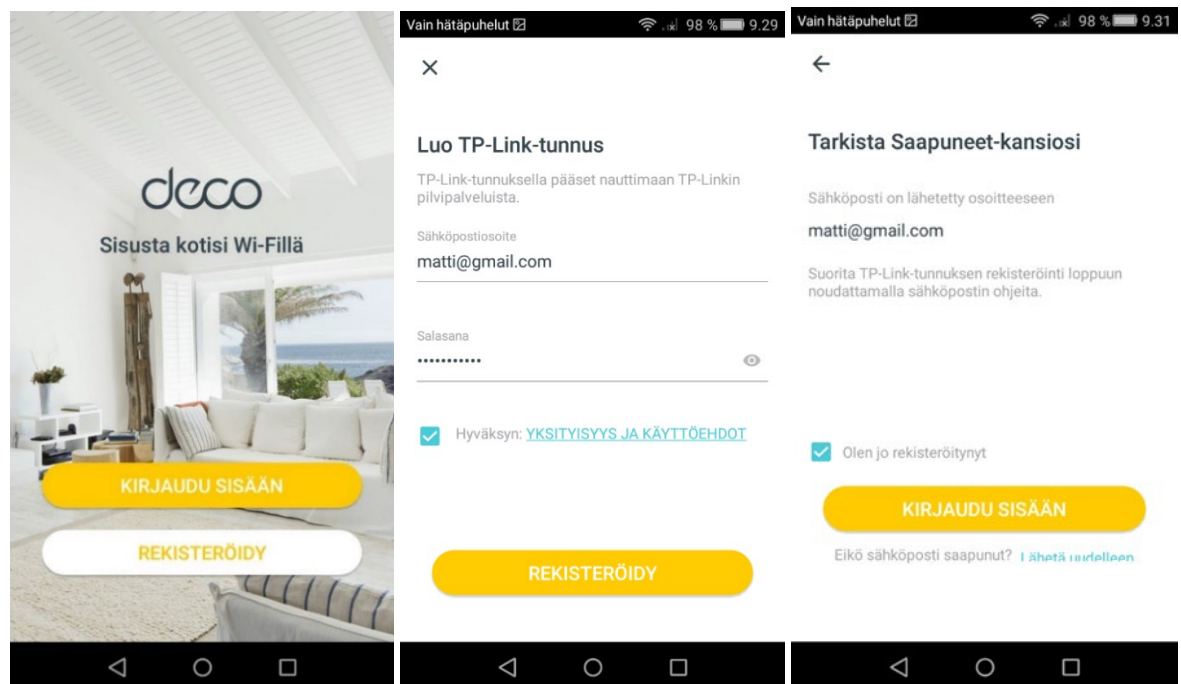 deco
Sisusta kotisi Wi-Fillä
KIRJAUDU SISÄÄN
REKISTERÖIDY
Vain hätäpuhelut 98 % 9.29
Luo TP-Link-tunnus
TP-Link-tunnuksella pääset nauttimaan TP-Linkin
pilvipalveluista.
Sähköpostiosoite
matti@gmail.com
Salasana
•••••••••••
Hyväksyn: YKSITYISYYS JA KÄYTTÖEHDOT
REKISTERÖIDY
Vain hätäpuhelut 98 % 9.31
Tarkista Saapuneet-kansiosi
Sähköposti on lähetetty osoitteeseen
matti@gmail.com
Suorita TP-Link-tunnuksen rekisteröinti loppuun
noudattamalla sähköpostin ohjeita.
Olen jo rekisteröitynyt
KIRJAUDU SISÄÄN
Eikö sähköposti saapunut? Lähetä uudelleen